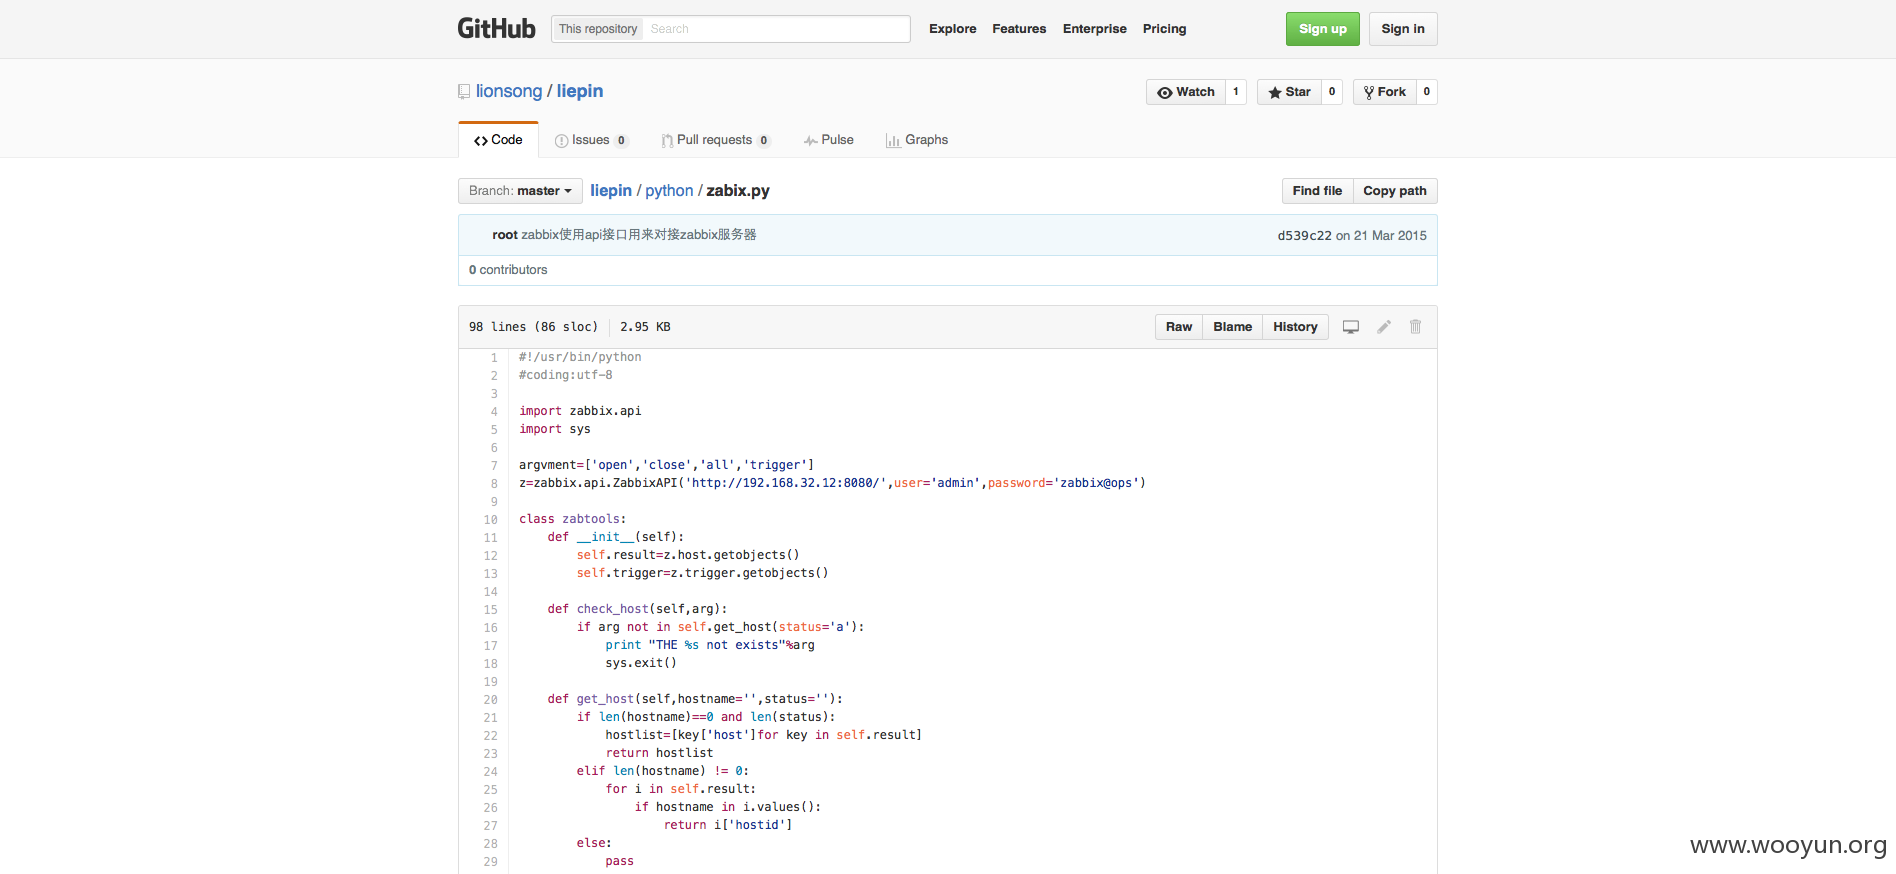 GitHub This repository Search Explore Features Enterprise Pricing Sign up Sign in
lionsong / liepin Watch 1 Star 0 Fork 0
Code Issues 0 Pull requests 0 Pulse Graphs
Branch: master liepin / python / zabix.py Find file Copy path
root zabbix使用api接口用来对接zabbix服务器 d539c22 on 21 Mar 2015
0 contributors
98 lines (86 sloc) 2.95 KB Raw Blame History
1 #!/usr/bin/python
2 #coding:utf-8
3
4 import zabbix.api
5 import sys
6
7 argvment=['open','close','all','trigger']
8 z=zabbix.api.ZabbixAPI('http://192.168.32.12:8080/',user='admin',password='zabbix@ops')
9
10 class zabtools:
11     def __init__(self):
12         self.result=z.host.getobjects()
13         self.trigger=z.trigger.getobjects()
14
15     def check_host(self,arg):
16         if arg not in self.get_host(status='a'):
17             print "THE %s not exists"%arg
18             sys.exit()
19
20     def get_host(self,hostname='',status=''):
21         if len(hostname)==0 and len(status):
22             hostlist=[key['host']for key in self.result]
23             return hostlist
24         elif len(hostname) != 0:
25             for i in self.result:
26                 if hostname in i.values():
27                     return i['hostid']
28         else:
29             pass
www.wooyun.org